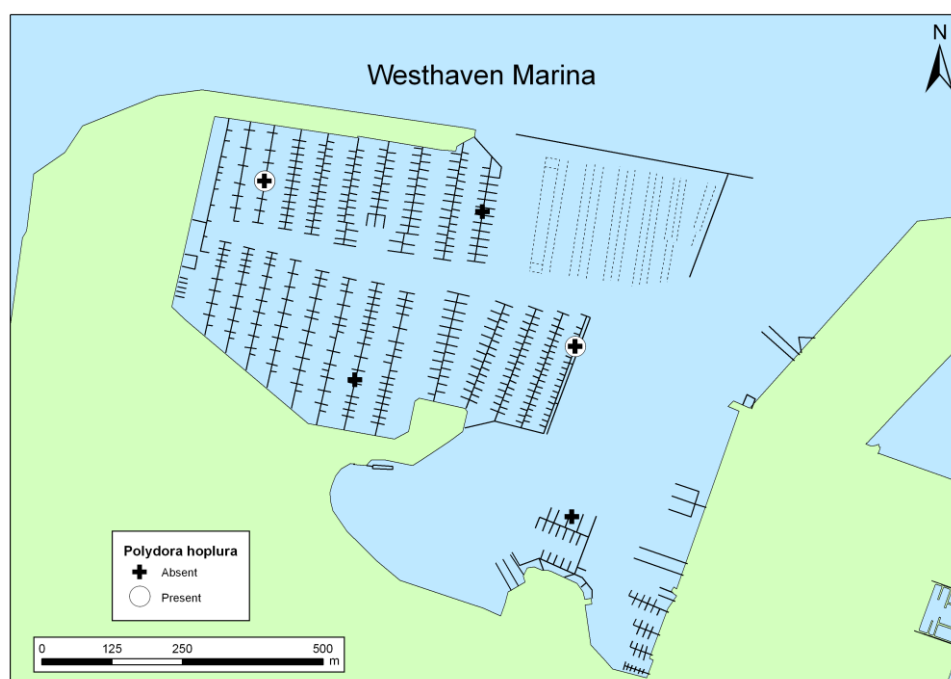 Westhaven Marina
N
Polydora hoplura
Absent
Present
0 125 250 500
m